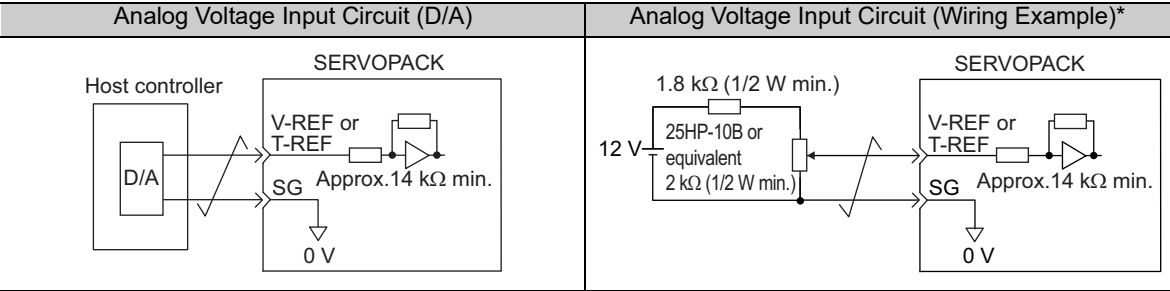 Analog Voltage Input Circuit (D/A)
Analog Voltage Input Circuit (Wiring Example)*
SERVOPACK
Host controller
V-REF or
T-REF
D/A
Approx.14 kΩ min.
SG
0 V
SERVOPACK
1.8 kΩ (1/2 W min.)
12 V
25HP-10B or
equivalent
2 kΩ (1/2 W min.)
V-REF or
T-REF
Approx.14 kΩ min.
SG
0 V